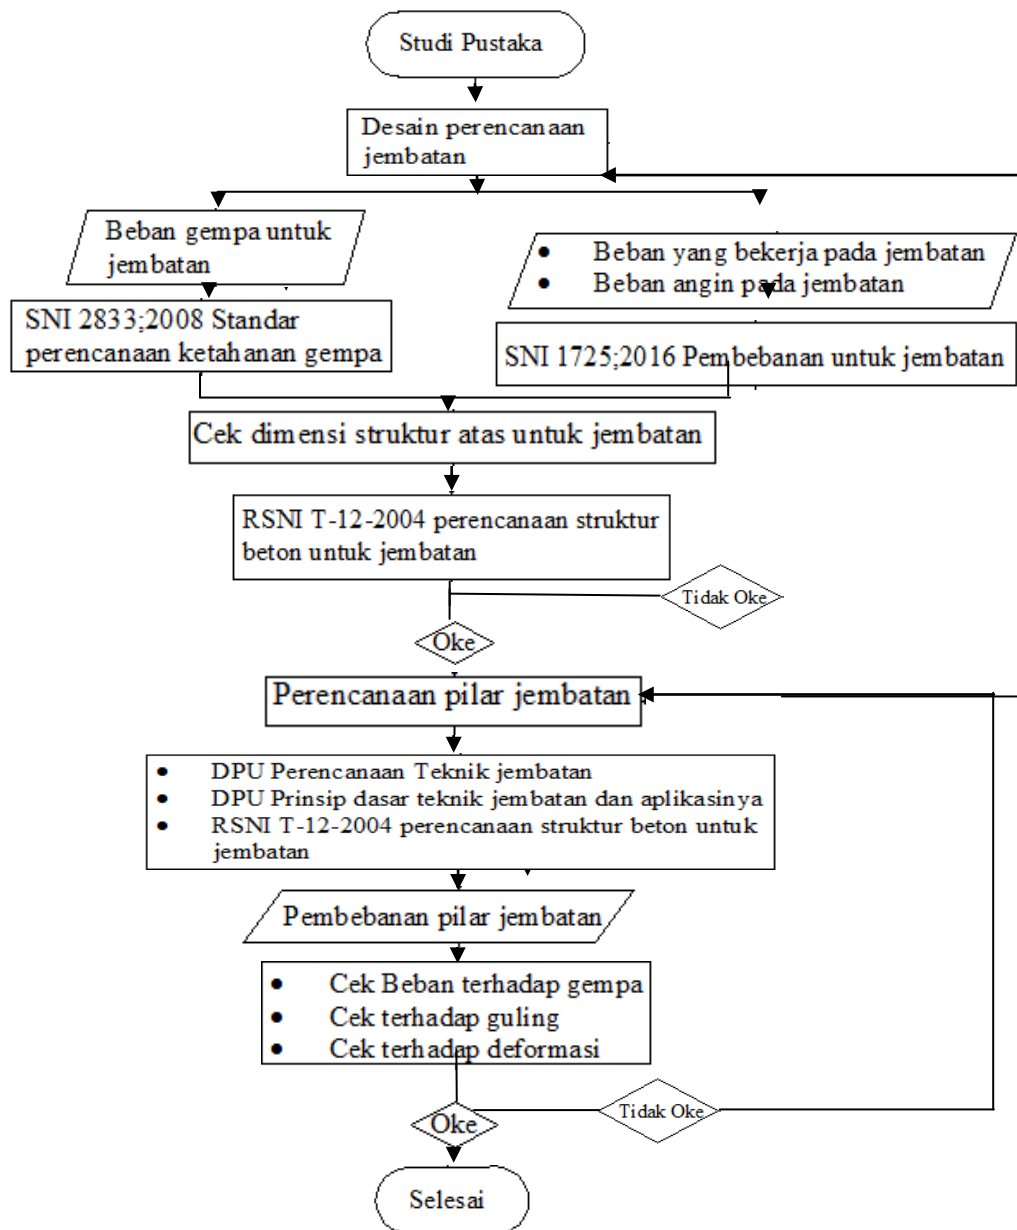 Studi Pustaka
Desain perencanaan
jembatan
Beban gempa untuk
jembatan
• Beban yang bekerja pada jembatan
• Beban angin pada jembatan
SNI 2833;2008 Standar
perencanaan ketahanan gempa
SNI 1725;2016 Pembebanan untuk jembatan
Cek dimensi struktur atas untuk jembatan
RSNI T-12-2004 perencanaan struktur
beton untuk jembatan
Tidak Oke
Oke
Perencanaan pilar jembatan
• DPU Perencanaan Teknik jembatan
• DPU Prinsip dasar teknik jembatan dan aplikasinya
• RSNI T-12-2004 perencanaan struktur beton untuk
jembatan
Pembebanan pilar jembatan
• Cek Beban terhadap gempa
• Cek terhadap guling
• Cek terhadap deformasi
Tidak Oke
Oke
Selesai